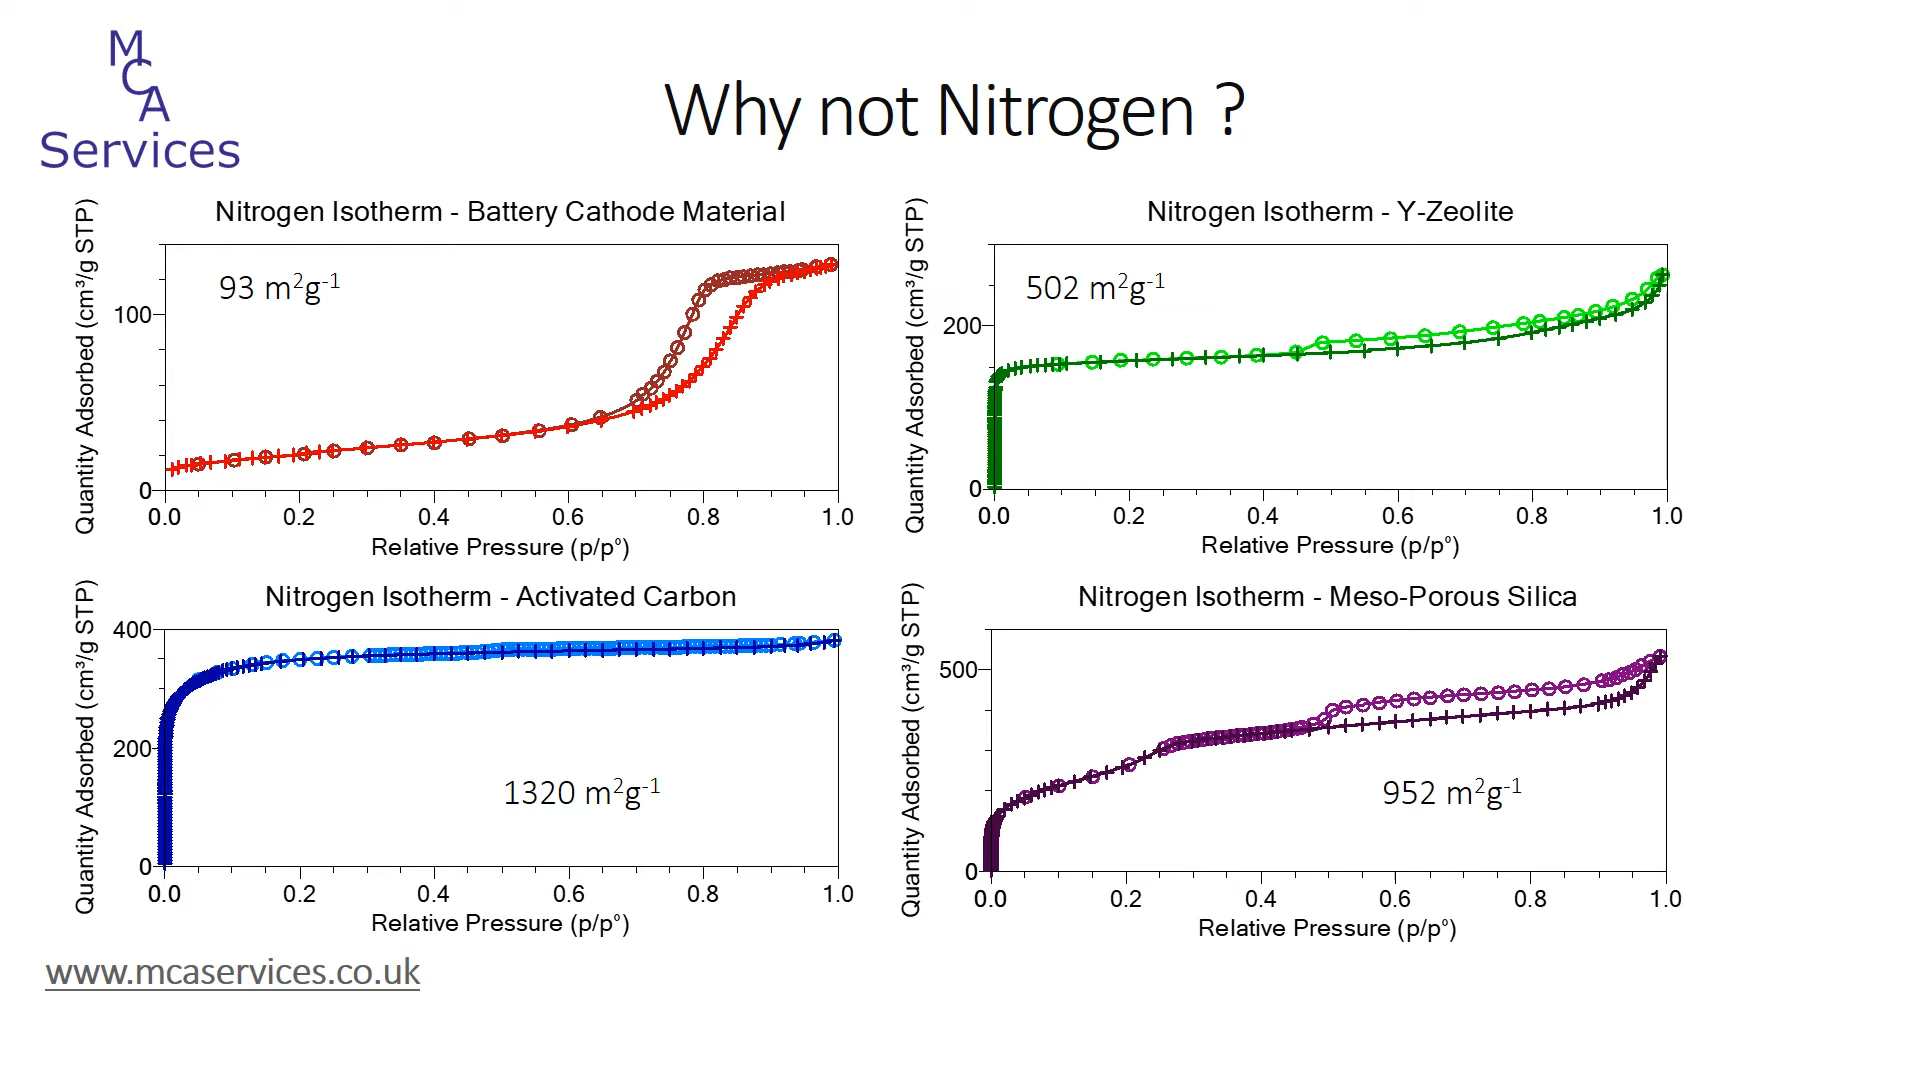 M
C
A
Services
Why not Nitrogen ?
Nitrogen Isotherm - Battery Cathode Material
Quantity Adsorbed (cm³/g STP)
93 m²g⁻¹
100
0
0.0 0.2 0.4 0.6 0.8 1.0
Relative Pressure (p/p°)
Nitrogen Isotherm - Y-Zeolite
Quantity Adsorbed (cm³/g STP)
502 m²g⁻¹
200
0
0.0 0.2 0.4 0.6 0.8 1.0
Relative Pressure (p/p°)
Nitrogen Isotherm - Activated Carbon
Quantity Adsorbed (cm³/g STP)
400
200
1320 m²g⁻¹
0
0.0 0.2 0.4 0.6 0.8 1.0
Relative Pressure (p/p°)
Nitrogen Isotherm - Meso-Porous Silica
Quantity Adsorbed (cm³/g STP)
500
952 m²g⁻¹
0
0.0 0.2 0.4 0.6 0.8 1.0
Relative Pressure (p/p°)
www.mcaservices.co.uk